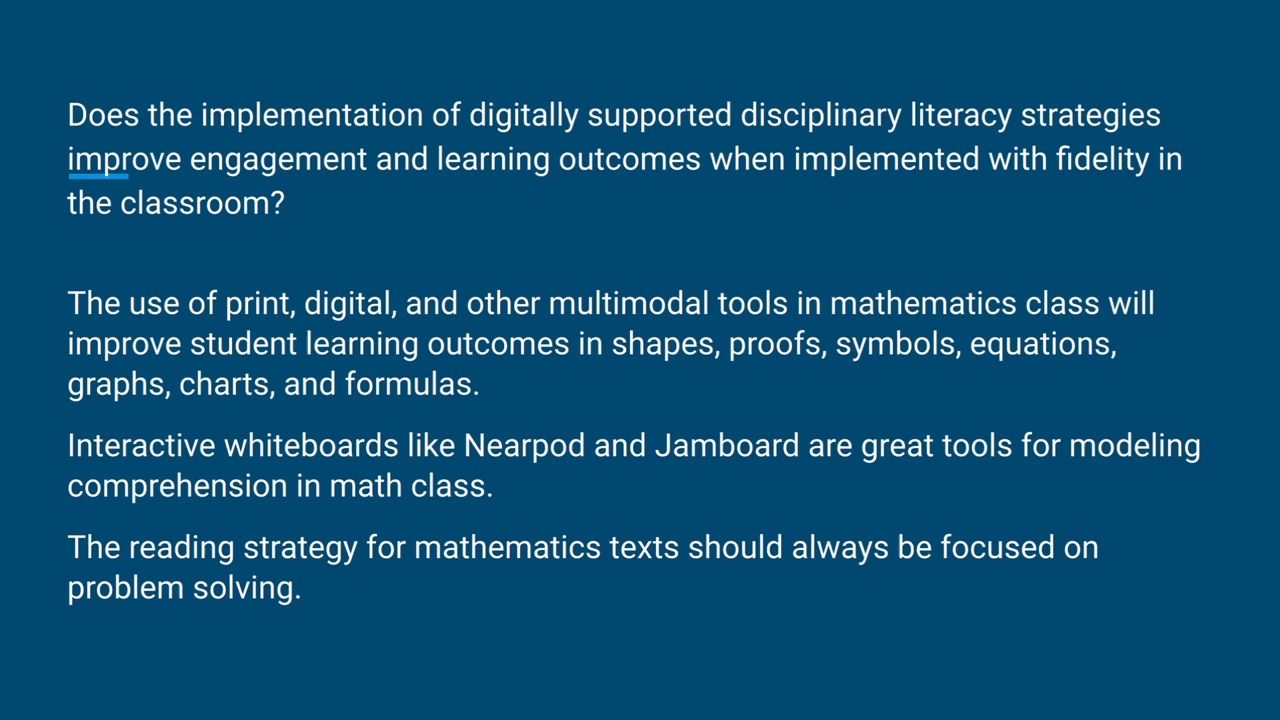 Does the implementation of digitally supported disciplinary literacy strategies
improve engagement and learning outcomes when implemented with fidelity in
the classroom?
The use of print, digital, and other multimodal tools in mathematics class will
improve student learning outcomes in shapes, proofs, symbols, equations,
graphs, charts, and formulas.
Interactive whiteboards like Nearpod and Jamboard are great tools for modeling
comprehension in math class.
The reading strategy for mathematics texts should always be focused on
problem solving.